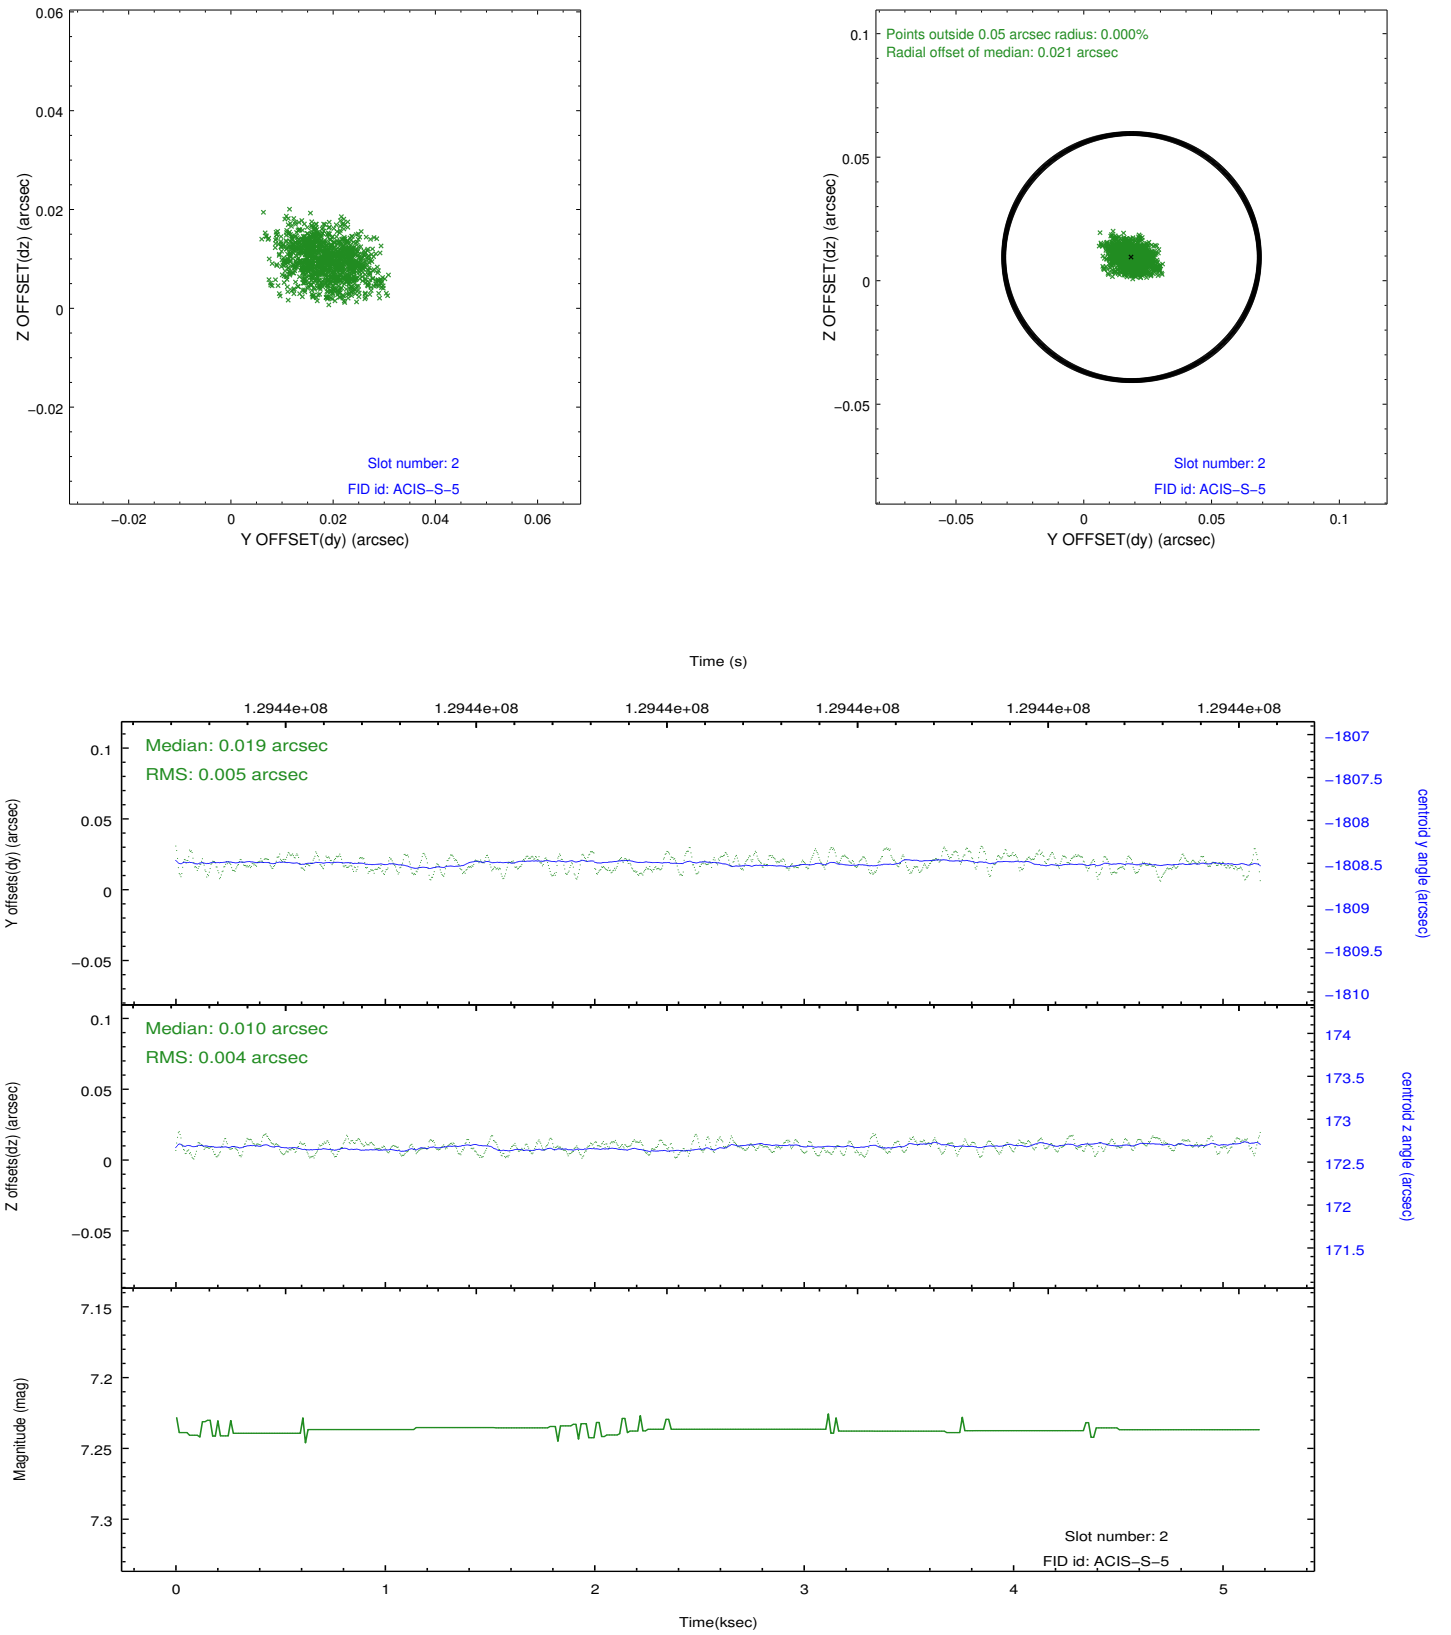 0.06
0.04
0.02
0
−0.02
Z OFFSET(dz) (arcsec)
Slot number: 2
FID id: ACIS−S−5
−0.02 0 0.02 0.04 0.06
Y OFFSET(dy) (arcsec)
Points outside 0.05 arcsec radius: 0.000%
Radial offset of median: 0.021 arcsec
0.1
0.05
0
−0.05
Z OFFSET(dz) (arcsec)
Slot number: 2
FID id: ACIS−S−5
−0.05 0 0.05 0.1
Y OFFSET(dy) (arcsec)
Time (s)
1.2944e+08 1.2944e+08 1.2944e+08 1.2944e+08 1.2944e+08 1.2944e+08
Median: 0.019 arcsec
RMS: 0.005 arcsec
0.1
0.05
0
−0.05
Y offsets(dy) (arcsec)
−1807
−1807.5
−1808
−1808.5
−1809
−1809.5
−1810
centroid y angle (arcsec)
Median: 0.010 arcsec
RMS: 0.004 arcsec
0.1
0.05
0
−0.05
Z offsets(dz) (arcsec)
174
173.5
173
172.5
172
171.5
centroid z angle (arcsec)
7.15
7.2
7.25
7.3
Magnitude (mag)
Slot number: 2
FID id: ACIS−S−5
0 1 2 3 4 5
Time(ksec)